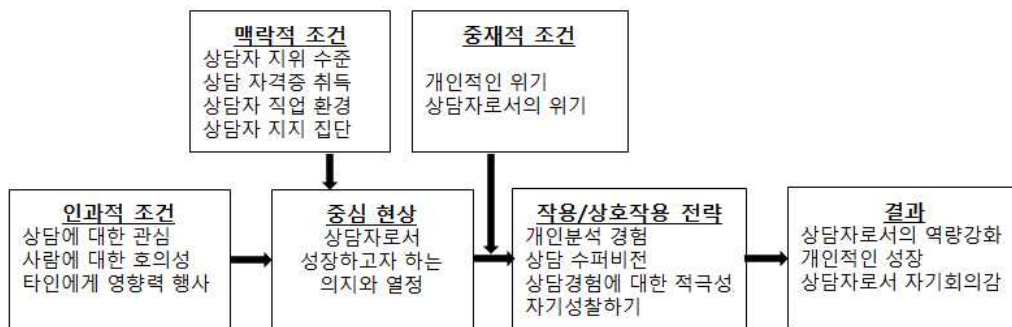 맥락적 조건
상담자 지위 수준
상담 자격증 취득
상담자 직업 환경
상담자 지지 집단
중재적 조건
개인적인 위기
상담자로서의 위기
인과적 조건
상담에 대한 관심
사람에 대한 호의성
타인에게 영향력 행사
중심 현상
상담자로서
성장하고자 하는
의지와 열정
작용/상호작용 전략
개인분석 경험
상담 수퍼비전
상담경험에 대한 적극성
자기성찰하기
결과
상담자로서의 역량강화
개인적인 성장
상담자로서 자기회의감